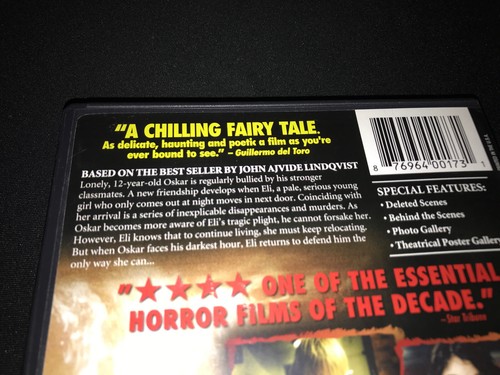 "A CHILLING FAIRY TALE.
As delicate, haunting and poetic a film as you're
ever bound to see." – Guillermo del Toro
BASED ON THE BEST SELLER BY JOHN AJVIDE LINDQVIST
Lonely, 12-year-old Oskar is regularly bullied by his stronger
classmates. A new friendship develops when Eli, a pale, serious young
girl who only comes out at night moves in next door. Coinciding with
her arrival is a series of inexplicable disappearances and murders. As
Oskar becomes more aware of Eli's tragic plight, he cannot forsake her.
However, Eli knows that to continue living, she must keep relocating.
But when Oskar faces his darkest hour, Eli returns to defend him the
only way she can...
8 76964 00173 1
SPECIAL FEATURES:
• Deleted Scenes
• Behind the Scenes
• Photo Gallery
• Theatrical Poster Gallery
"★★★★ ONE OF THE ESSENTIAL
HORROR FILMS OF THE DECADE."
–Star Tribune